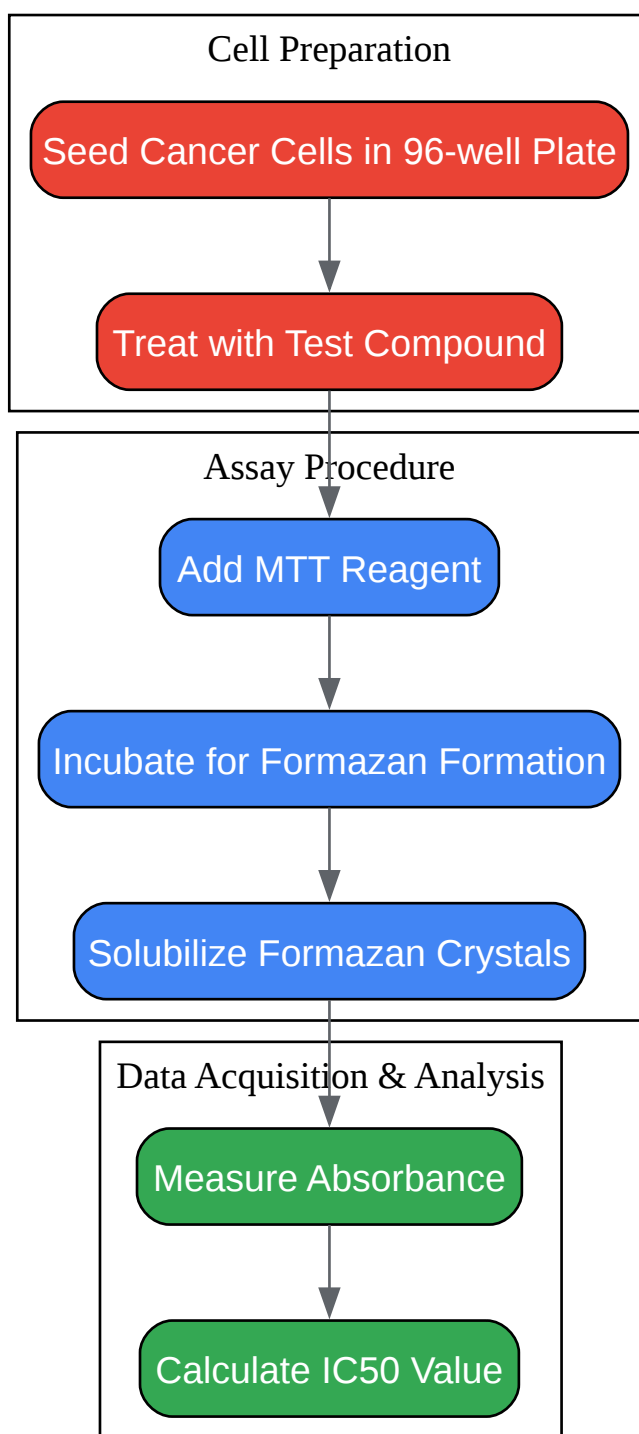 Cell Preparation
Seed Cancer Cells in 96-well Plate
Treat with Test Compound
Assay Procedure
Add MTT Reagent
Incubate for Formazan Formation
Solubilize Formazan Crystals
Data Acquisition & Analysis
Measure Absorbance
Calculate IC50 Value